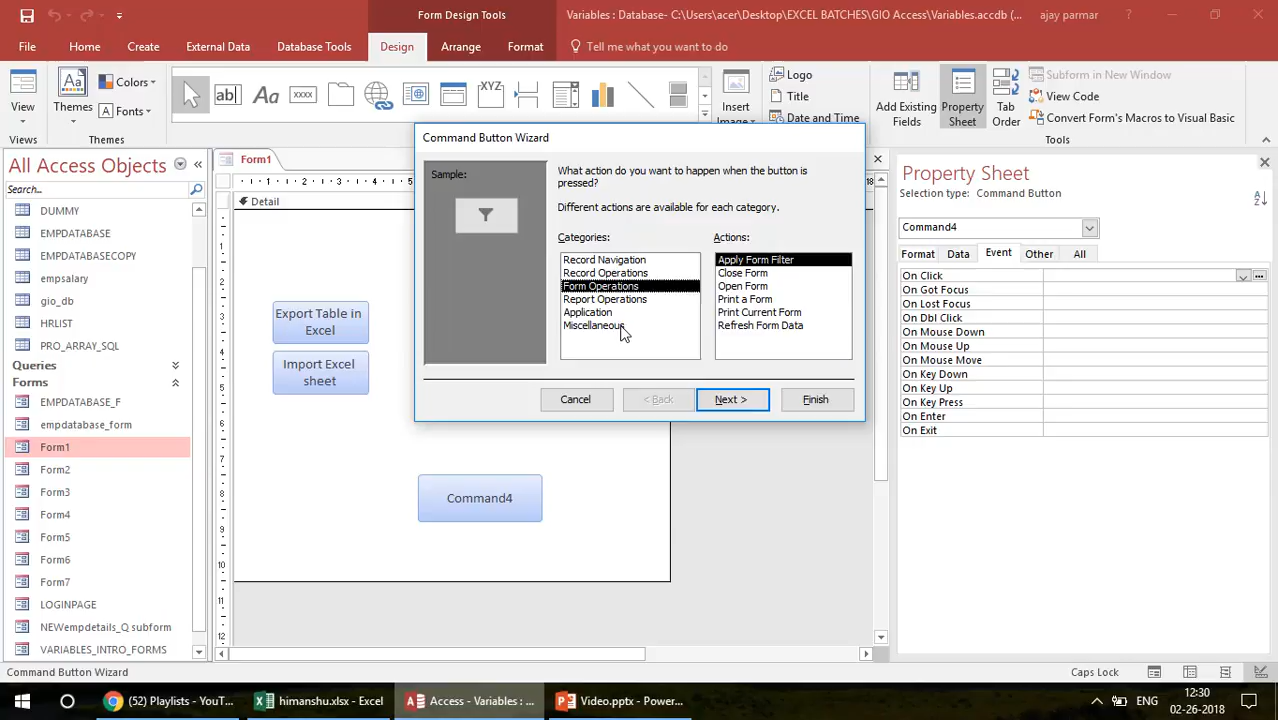 Form Design Tools
Variables : Database- C:\Users\acer\Desktop\EXCEL BATCHES\GIO Access\Variables.accdb (...
ajay parmar
?
File
Home
Create
External Data
Database Tools
Design
Arrange
Format
Tell me what you want to do
View
Views
Themes
Aa
Colors
A Fonts
Themes
ab|
Aa
xxxx
XYZ
Insert
Image
Logo
Title
Date and Time
Add Existing
Fields
Property
Sheet
Tab
Order
Subform in New Window
View Code
Convert Form's Macros to Visual Basic
Tools
All Access Objects
Search...
DUMMY
EMPDATABASE
EMPDATABASECOPY
empsalary
gio_db
HRLIST
PRO_ARRAY_SQL
Queries
Forms
EMPDATABASE_F
empdatabase_form
Form1
Form2
Form3
Form4
Form5
Form6
Form7
LOGINPAGE
NEWempdetails_Q subform
VARIABLES_INTRO_FORMS
Form1
Detail
Export Table in
Excel
Import Excel
sheet
Command4
Command Button Wizard
Sample:
What action do you want to happen when the button is
pressed?
Different actions are available for each category.
Categories:
Record Navigation
Record Operations
Form Operations
Report Operations
Application
Miscellaneous
Actions:
Apply Form Filter
Close Form
Open Form
Print a Form
Print Current Form
Refresh Form Data
Cancel
< Back
Next >
Finish
Property Sheet
Selection type: Command Button
Command4
Format
Data
Event
Other
All
On Click
On Got Focus
On Lost Focus
On Dbl Click
On Mouse Down
On Mouse Up
On Mouse Move
On Key Down
On Key Up
On Key Press
On Enter
On Exit
Command Button Wizard
Caps Lock
(52) Playlists - YouT...
himanshu.xlsx - Excel
Access - Variables : ...
Video.pptx - Power...
ENG
12:30
02-26-2018